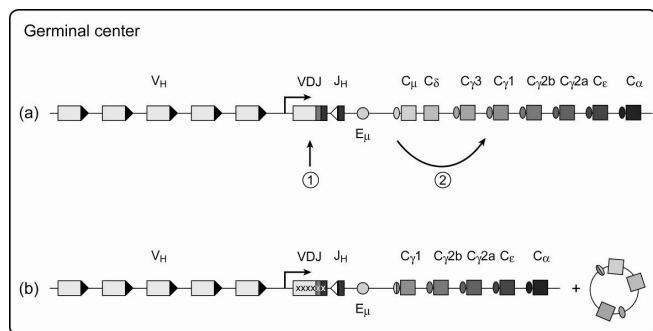 Germinal center
V_H VDJ J_H C_μ C_δ C_γ3 C_γ1 C_γ2b C_γ2a C_ε C_α
(a)
E_μ
① ②
V_H VDJ J_H C_γ1 C_γ2b C_γ2a C_ε C_α
(b) xxxx x x +
E_μ